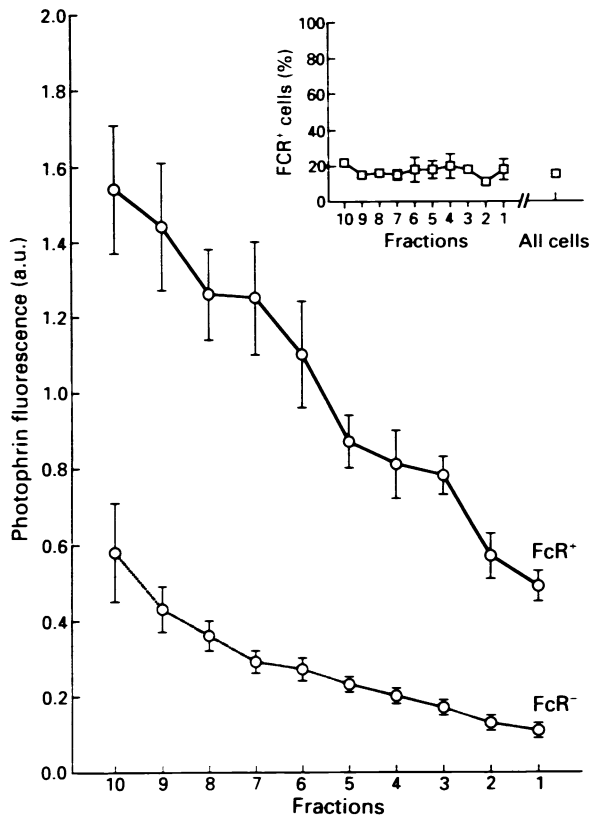 2.0
1.8
1.6
1.4
1.2
1.0
0.8
0.6
0.4
0.2
0.0
Photophrin fluorescence (a.u.)
10 9 8 7 6 5 4 3 2 1
Fractions
FcR⁺
FcR⁻
100
80
60
40
20
0
FCR⁺ cells (%)
10 9 8 7 6 5 4 3 2 1
Fractions
All cells